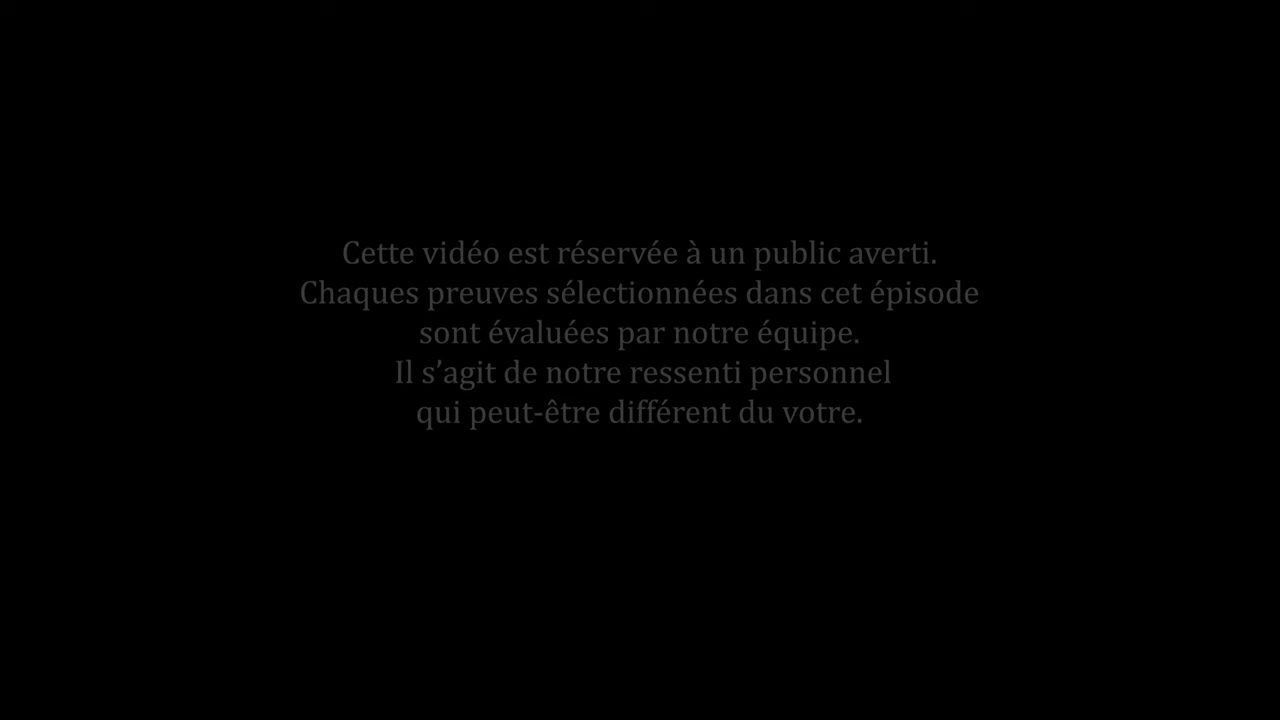 Cette vidéo est réservée à un public averti.
Chaques preuves sélectionnées dans cet épisode
sont évaluées par notre équipe.
Il s’agit de notre ressenti personnel
qui peut-être différent du votre.